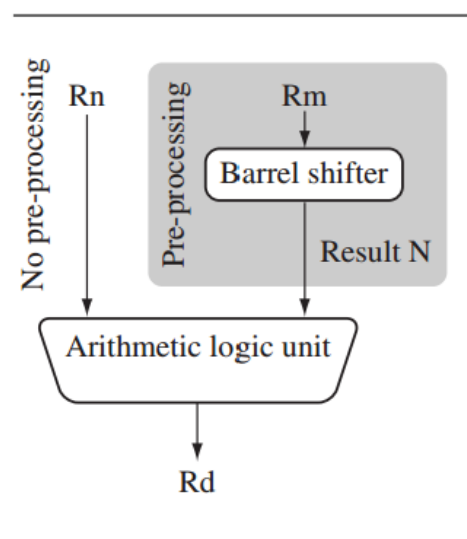 No pre-processing
Rn
Pre-processing
Rm
Barrel shifter
Result N
Arithmetic logic unit
Rd